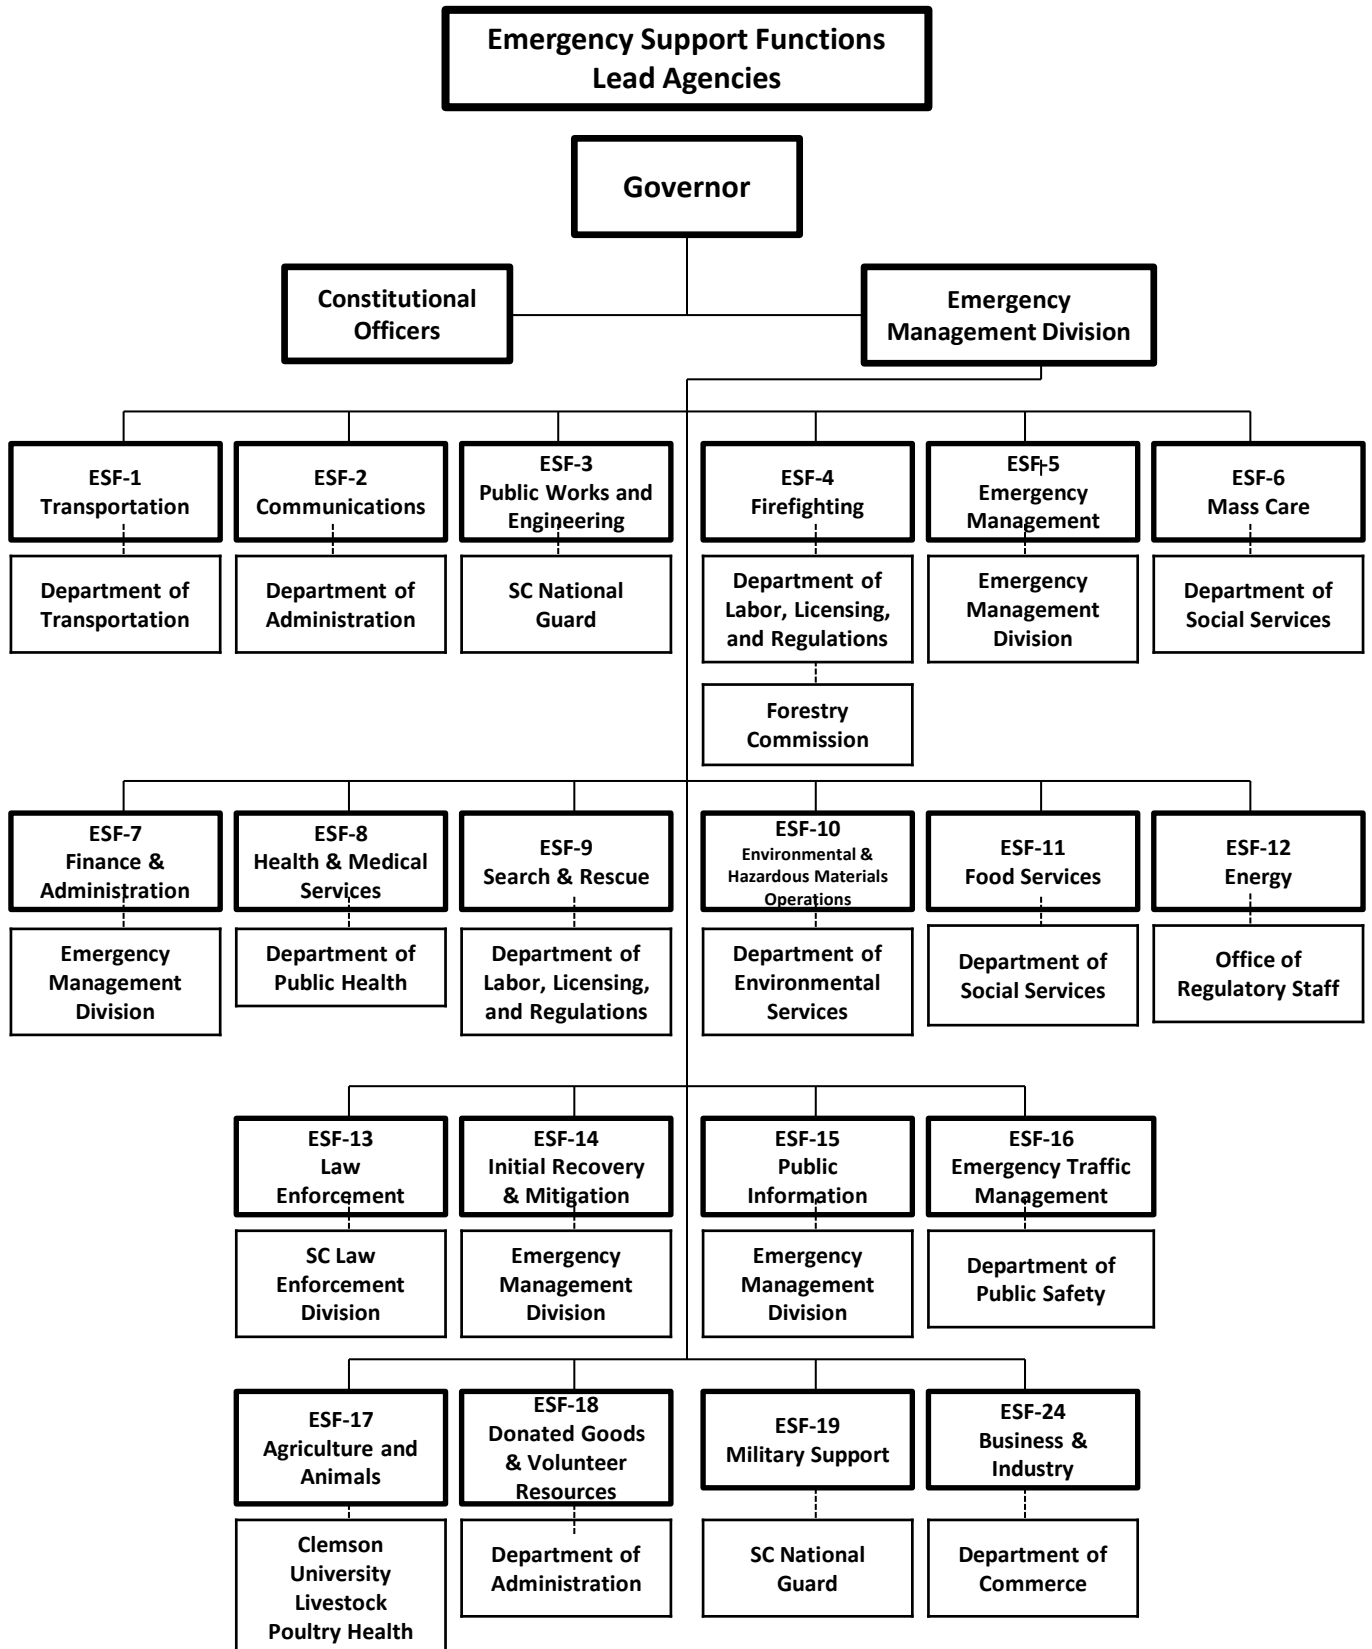 Emergency Support Functions
Lead Agencies
Governor
Constitutional
Officers
Emergency
Management Division
ESF-1
Transportation
ESF-2
Communications
ESF-3
Public Works and
Engineering
ESF-4
Firefighting
ESF-5
Emergency
Management
ESF-6
Mass Care
Department of
Transportation
Department of
Administration
SC National
Guard
Department of
Labor, Licensing,
and Regulations
Emergency
Management
Division
Department of
Social Services
Forestry
Commission
ESF-7
Finance &
Administration
ESF-8
Health & Medical
Services
ESF-9
Search & Rescue
ESF-10
Environmental &
Hazardous Materials
Operations
ESF-11
Food Services
ESF-12
Energy
Emergency
Management
Division
Department of
Public Health
Department of
Labor, Licensing,
and Regulations
Department of
Environmental
Services
Department of
Social Services
Office of
Regulatory Staff
ESF-13
Law
Enforcement
ESF-14
Initial Recovery
& Mitigation
ESF-15
Public
Information
ESF-16
Emergency Traffic
Management
SC Law
Enforcement
Division
Emergency
Management
Division
Emergency
Management
Division
Department of
Public Safety
ESF-17
Agriculture and
Animals
ESF-18
Donated Goods
& Volunteer
Resources
ESF-19
Military Support
ESF-24
Business &
Industry
Clemson
University
Livestock
Poultry Health
Department of
Administration
SC National
Guard
Department of
Commerce